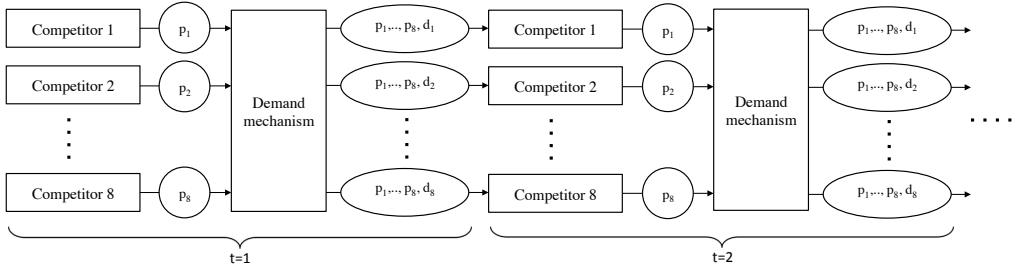 Competitor 1
p1
p1,.., p8, d1
Competitor 1
p1
p1,.., p8, d1
Competitor 2
p2
p1,.., p8, d2
Competitor 2
p2
p1,.., p8, d2
Demand
mechanism
Demand
mechanism
Competitor 8
p8
p1,.., p8, d8
Competitor 8
p8
p1,.., p8, d8
t=1
t=2